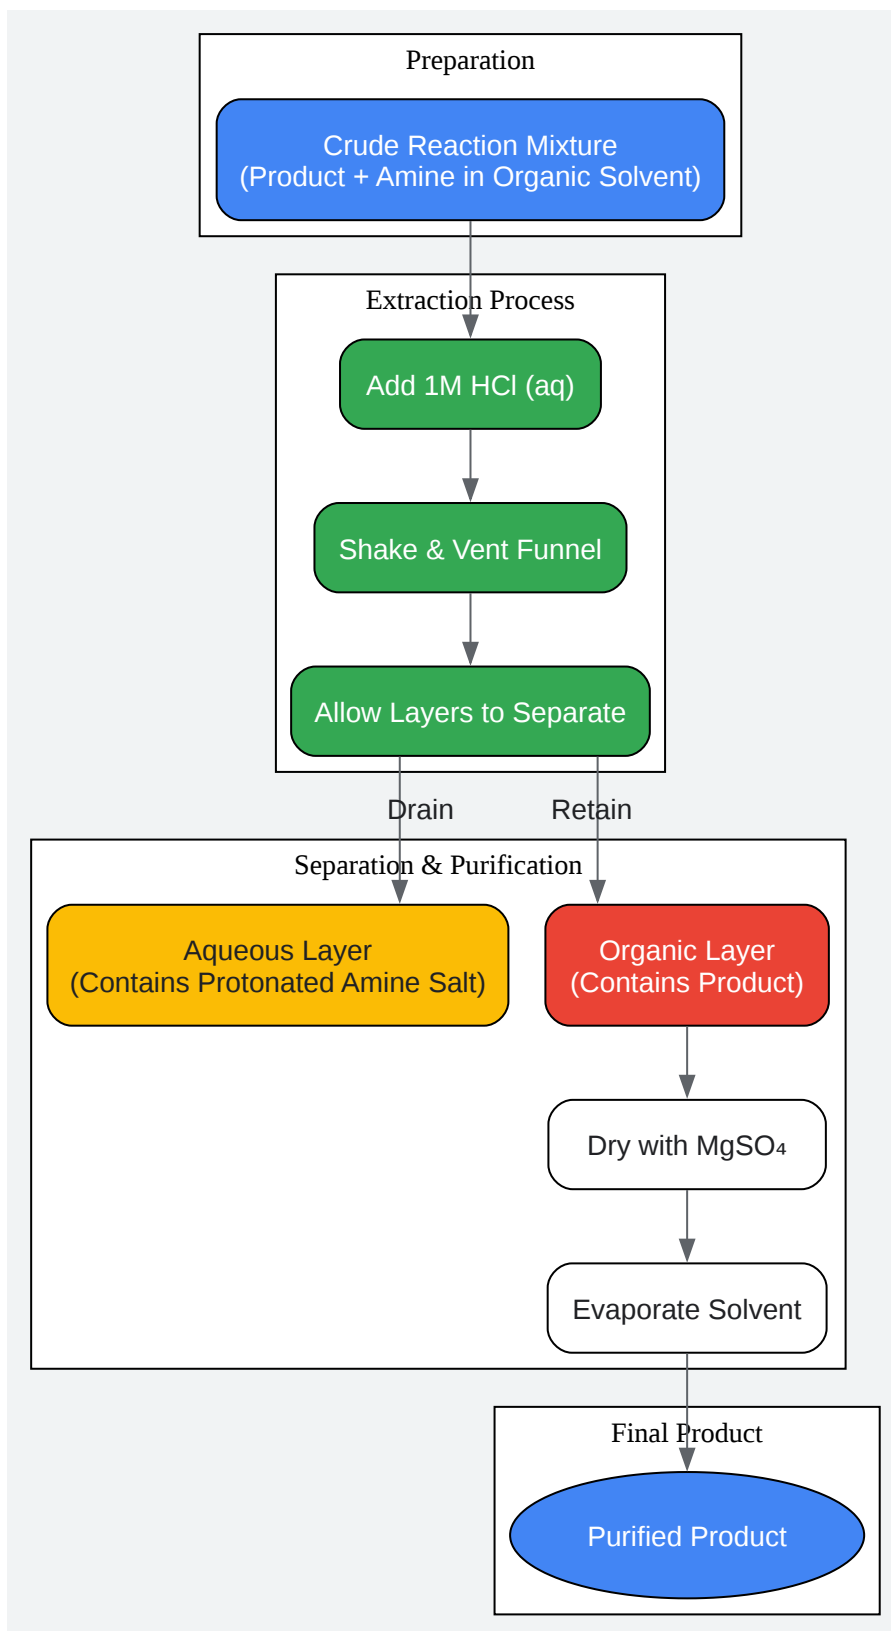 Preparation
Crude Reaction Mixture
(Product + Amine in Organic Solvent)
Extraction Process
Add 1M HCl (aq)
Shake & Vent Funnel
Allow Layers to Separate
Drain
Retain
Separation & Purification
Aqueous Layer
(Contains Protonated Amine Salt)
Organic Layer
(Contains Product)
Dry with MgSO₄
Evaporate Solvent
Final Product
Purified Product